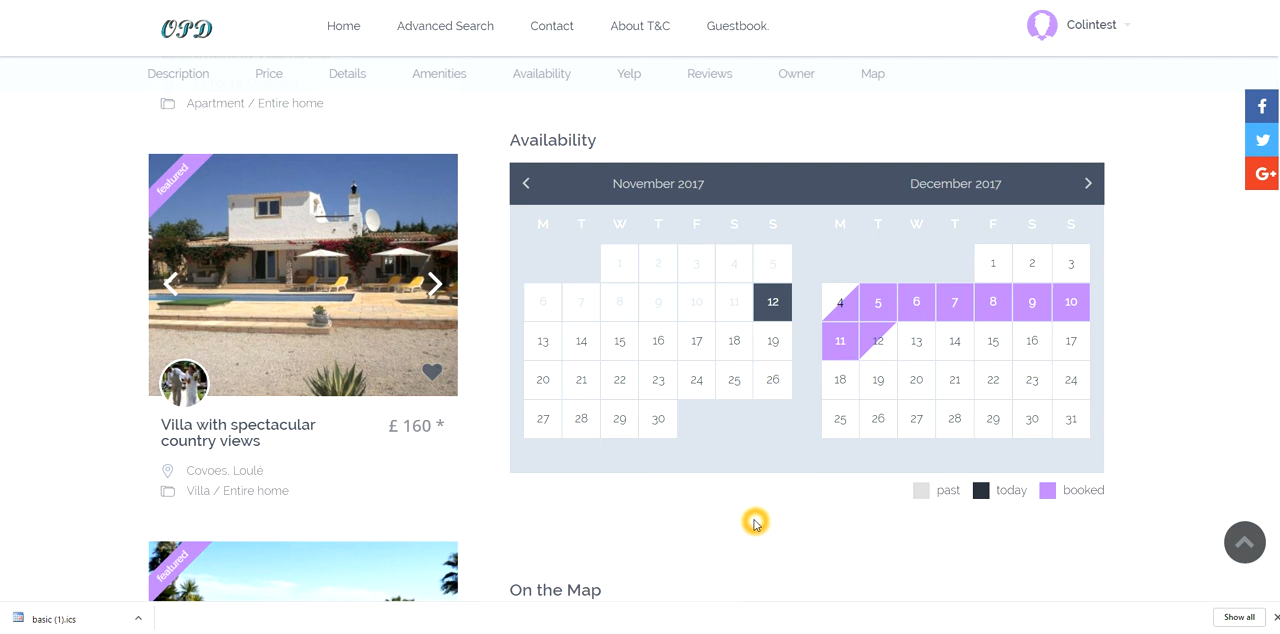 OPD
Home Advanced Search Contact About T&C Guestbook.
Colintest
Description Price Details Amenities Availability Yelp Reviews Owner Map
Apartment / Entire home
featured
Villa with spectacular
country views
£ 160 *
Covoes, Loulé
Villa / Entire home
featured
Availability
November 2017
M T W T F S S
1 2 3 4 5
6 7 8 9 10 11 12
13 14 15 16 17 18 19
20 21 22 23 24 25 26
27 28 29 30
December 2017
M T W T F S S
1 2 3
4 5 6 7 8 9 10
11 12 13 14 15 16 17
18 19 20 21 22 23 24
25 26 27 28 29 30 31
past today booked
On the Map
f
G+
basic (1).ics
Show all